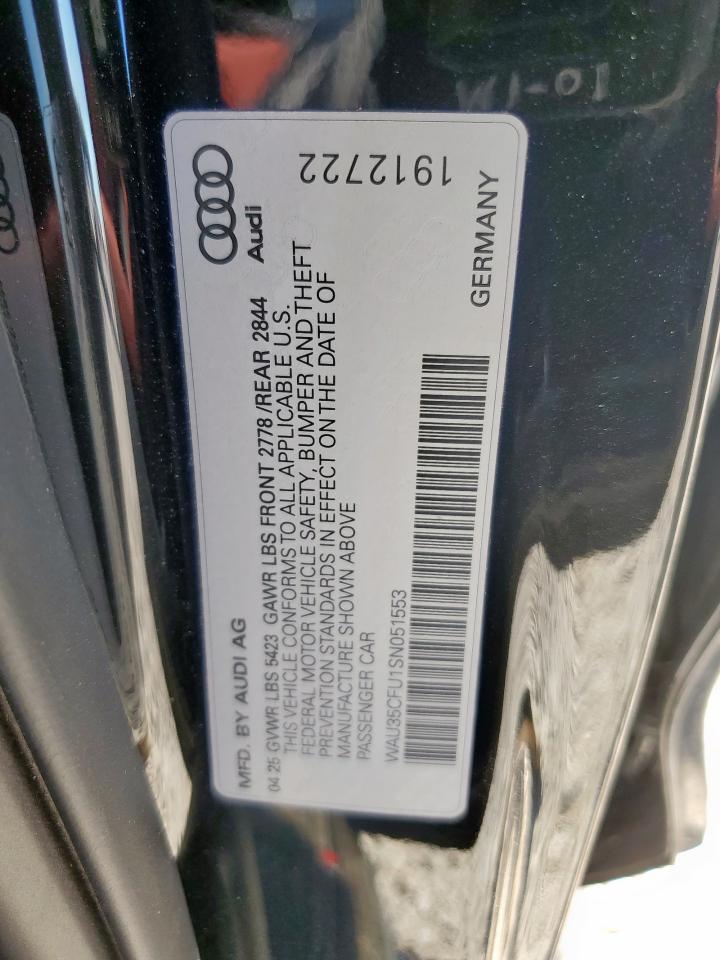 MFD. BY AUDI AG
04 25 GVWR LBS 5423 GAWR LBS FRONT 2778 /REAR 2844
THIS VEHICLE CONFORMS TO ALL APPLICABLE U.S.
FEDERAL MOTOR VEHICLE SAFETY, BUMPER AND THEFT
PREVENTION STANDARDS IN EFFECT ON THE DATE OF
MANUFACTURE SHOWN ABOVE
PASSENGER CAR
WAU35CFU1SN051553
Audi
1912722
GERMANY